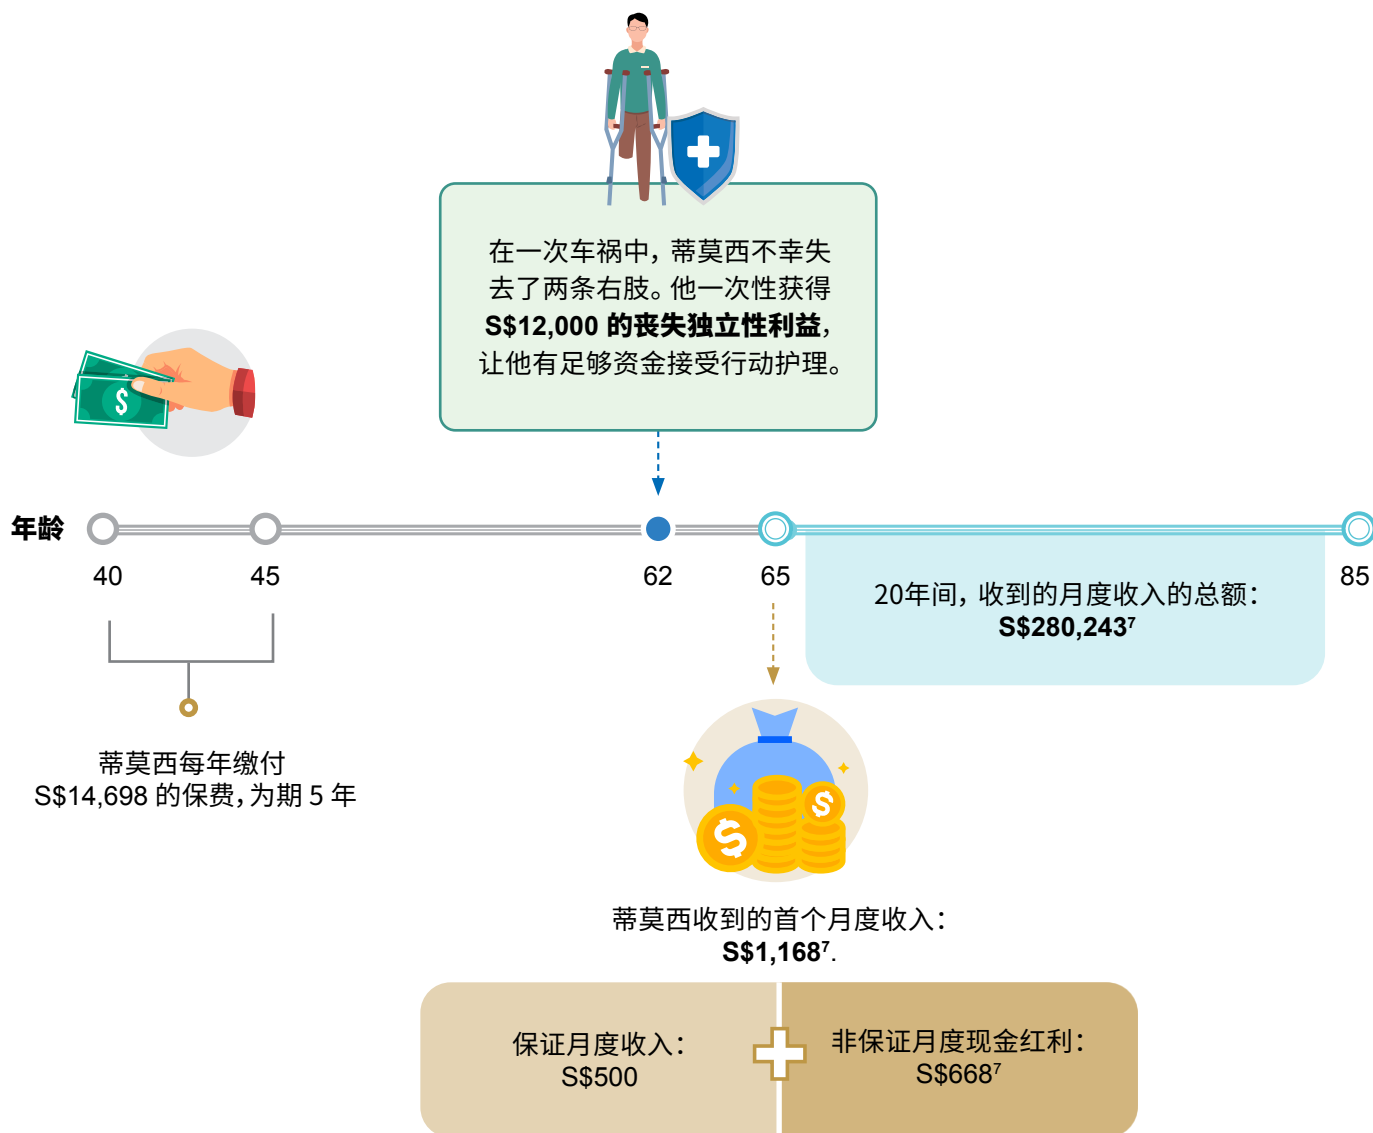 在一次车祸中，蒂莫西不幸失
去了两条右肢。他一次性获得
S$12,000 的丧失独立性利益，
让他有足够资金接受行动护理。
$
年龄
40
45
62
65
85
20年间，收到的月度收入的总额：
S$280,243⁷
蒂莫西每年缴付
S$14,698 的保费，为期 5 年
$
$
蒂莫西收到的首个月度收入：
S$1,168⁷.
保证月度收入：
S$500
非保证月度现金红利：
S$668⁷